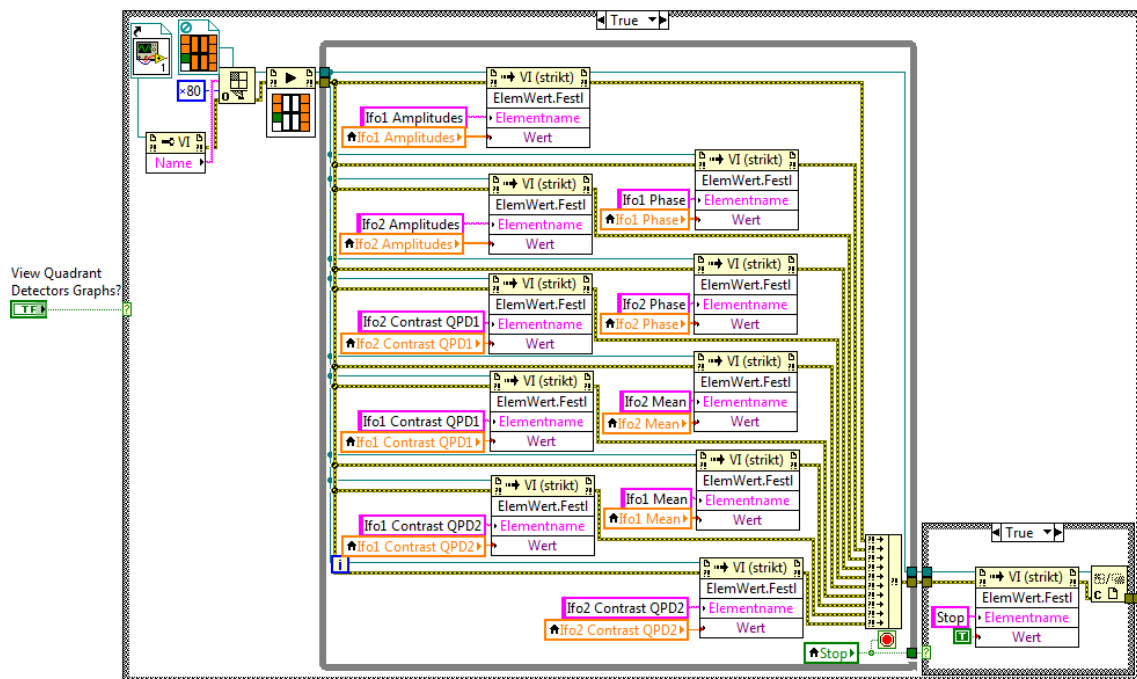 True
1
×80
VI
Name
VI (strikt)
ElemWert.Festl
Ifo1 Amplitudes
Elementname
Ifo1 Amplitudes
Wert
VI (strikt)
ElemWert.Festl
Ifo1 Phase
Elementname
Ifo1 Phase
Wert
VI (strikt)
ElemWert.Festl
Ifo2 Amplitudes
Elementname
Ifo2 Amplitudes
Wert
VI (strikt)
ElemWert.Festl
Ifo2 Phase
Elementname
Ifo2 Phase
Wert
View Quadrant
Detectors Graphs?
TF
?
VI (strikt)
ElemWert.Festl
Ifo2 Contrast QPD1
Elementname
Ifo2 Contrast QPD1
Wert
VI (strikt)
ElemWert.Festl
Ifo2 Mean
Elementname
Ifo2 Mean
Wert
VI (strikt)
ElemWert.Festl
Ifo1 Contrast QPD1
Elementname
Ifo1 Contrast QPD1
Wert
VI (strikt)
ElemWert.Festl
Ifo1 Mean
Elementname
Ifo1 Mean
Wert
VI (strikt)
ElemWert.Festl
Ifo1 Contrast QPD2
Elementname
Ifo1 Contrast QPD2
Wert
i
VI (strikt)
ElemWert.Festl
Ifo2 Contrast QPD2
Elementname
Ifo2 Contrast QPD2
Wert
Stop
?
True
VI (strikt)
ElemWert.Festl
Stop
Elementname
T
Wert
C